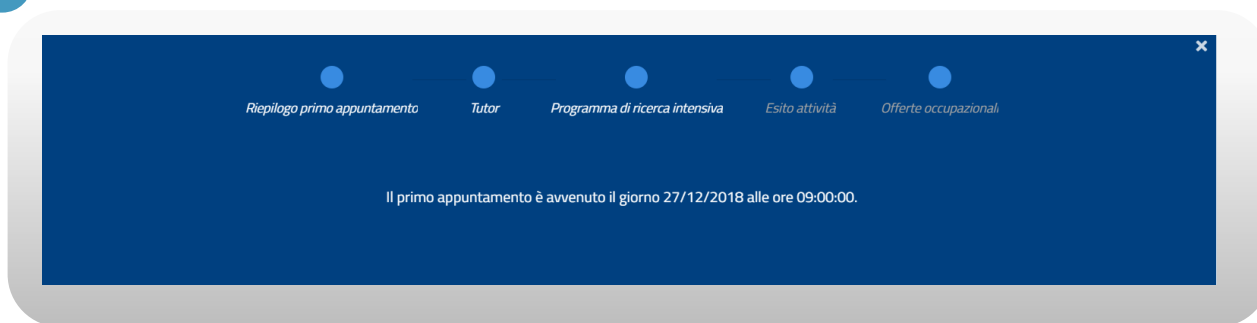 Riepilogo primo appuntamento Tutor Programma di ricerca intensiva Esito attività Offerte occupazionali
Il primo appuntamento è avvenuto il giorno 27/12/2018 alle ore 09:00:00.